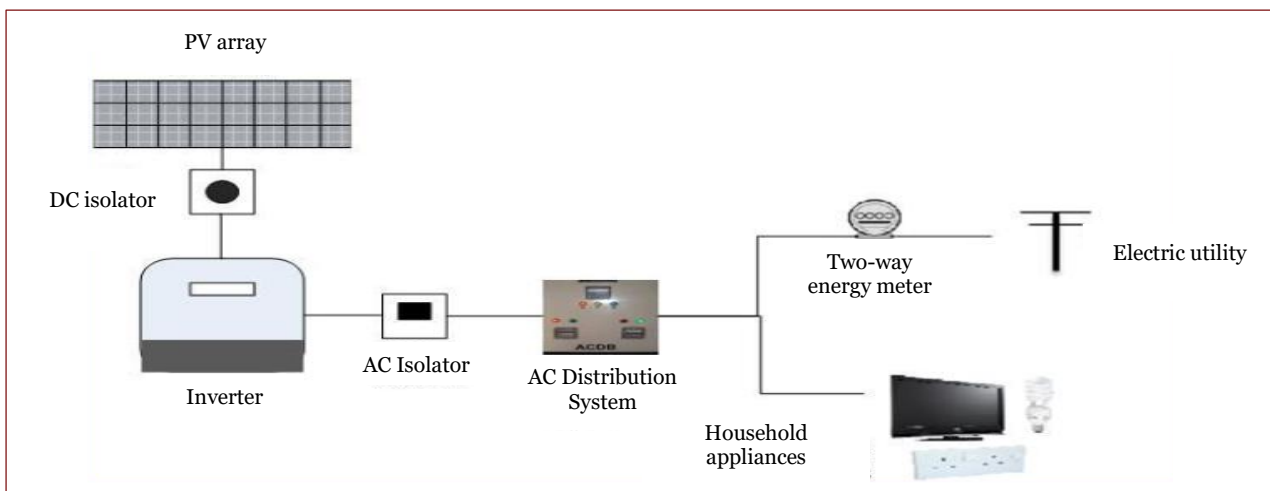 PV array
DC isolator
Inverter
AC Isolator
ACDB
AC Distribution
System
Two-way
energy meter
Electric utility
Household
appliances